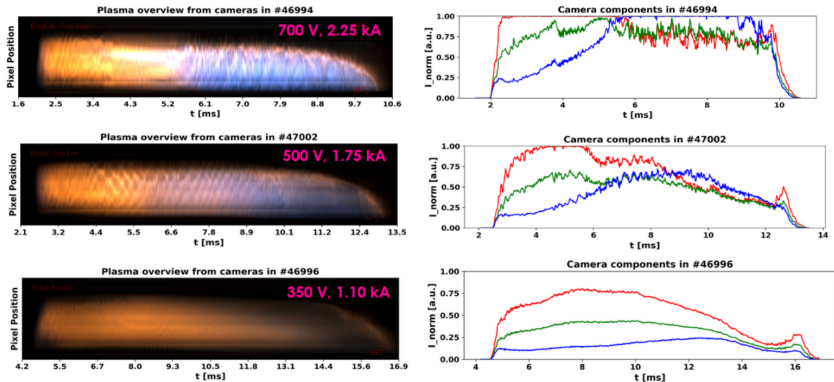 Plasma overview from cameras in #46994
700 V, 2.25 kA
Pixel Position
1.6 2.5 3.4 4.3 5.2 6.1 7.0 7.9 8.8 9.7 10.6
t [ms]
Camera components in #46994
I_norm [a.u.]
1.00
0.75
0.50
0.25
0.00
2 4 6 8 10
t [ms]
Plasma overview from cameras in #47002
500 V, 1.75 kA
Pixel Position
2.1 3.2 4.4 5.5 6.6 7.8 8.9 10.1 11.2 12.4 13.5
t [ms]
Camera components in #47002
I_norm [a.u.]
1.00
0.75
0.50
0.25
0.00
2 4 6 8 10 12 14
t [ms]
Plasma overview from cameras in #46996
350 V, 1.10 kA
Pixel Position
4.2 5.5 6.7 8.0 9.3 10.5 11.8 13.1 14.4 15.6 16.9
t [ms]
Camera components in #46996
I_norm [a.u.]
1.00
0.75
0.50
0.25
0.00
4 6 8 10 12 14 16
t [ms]